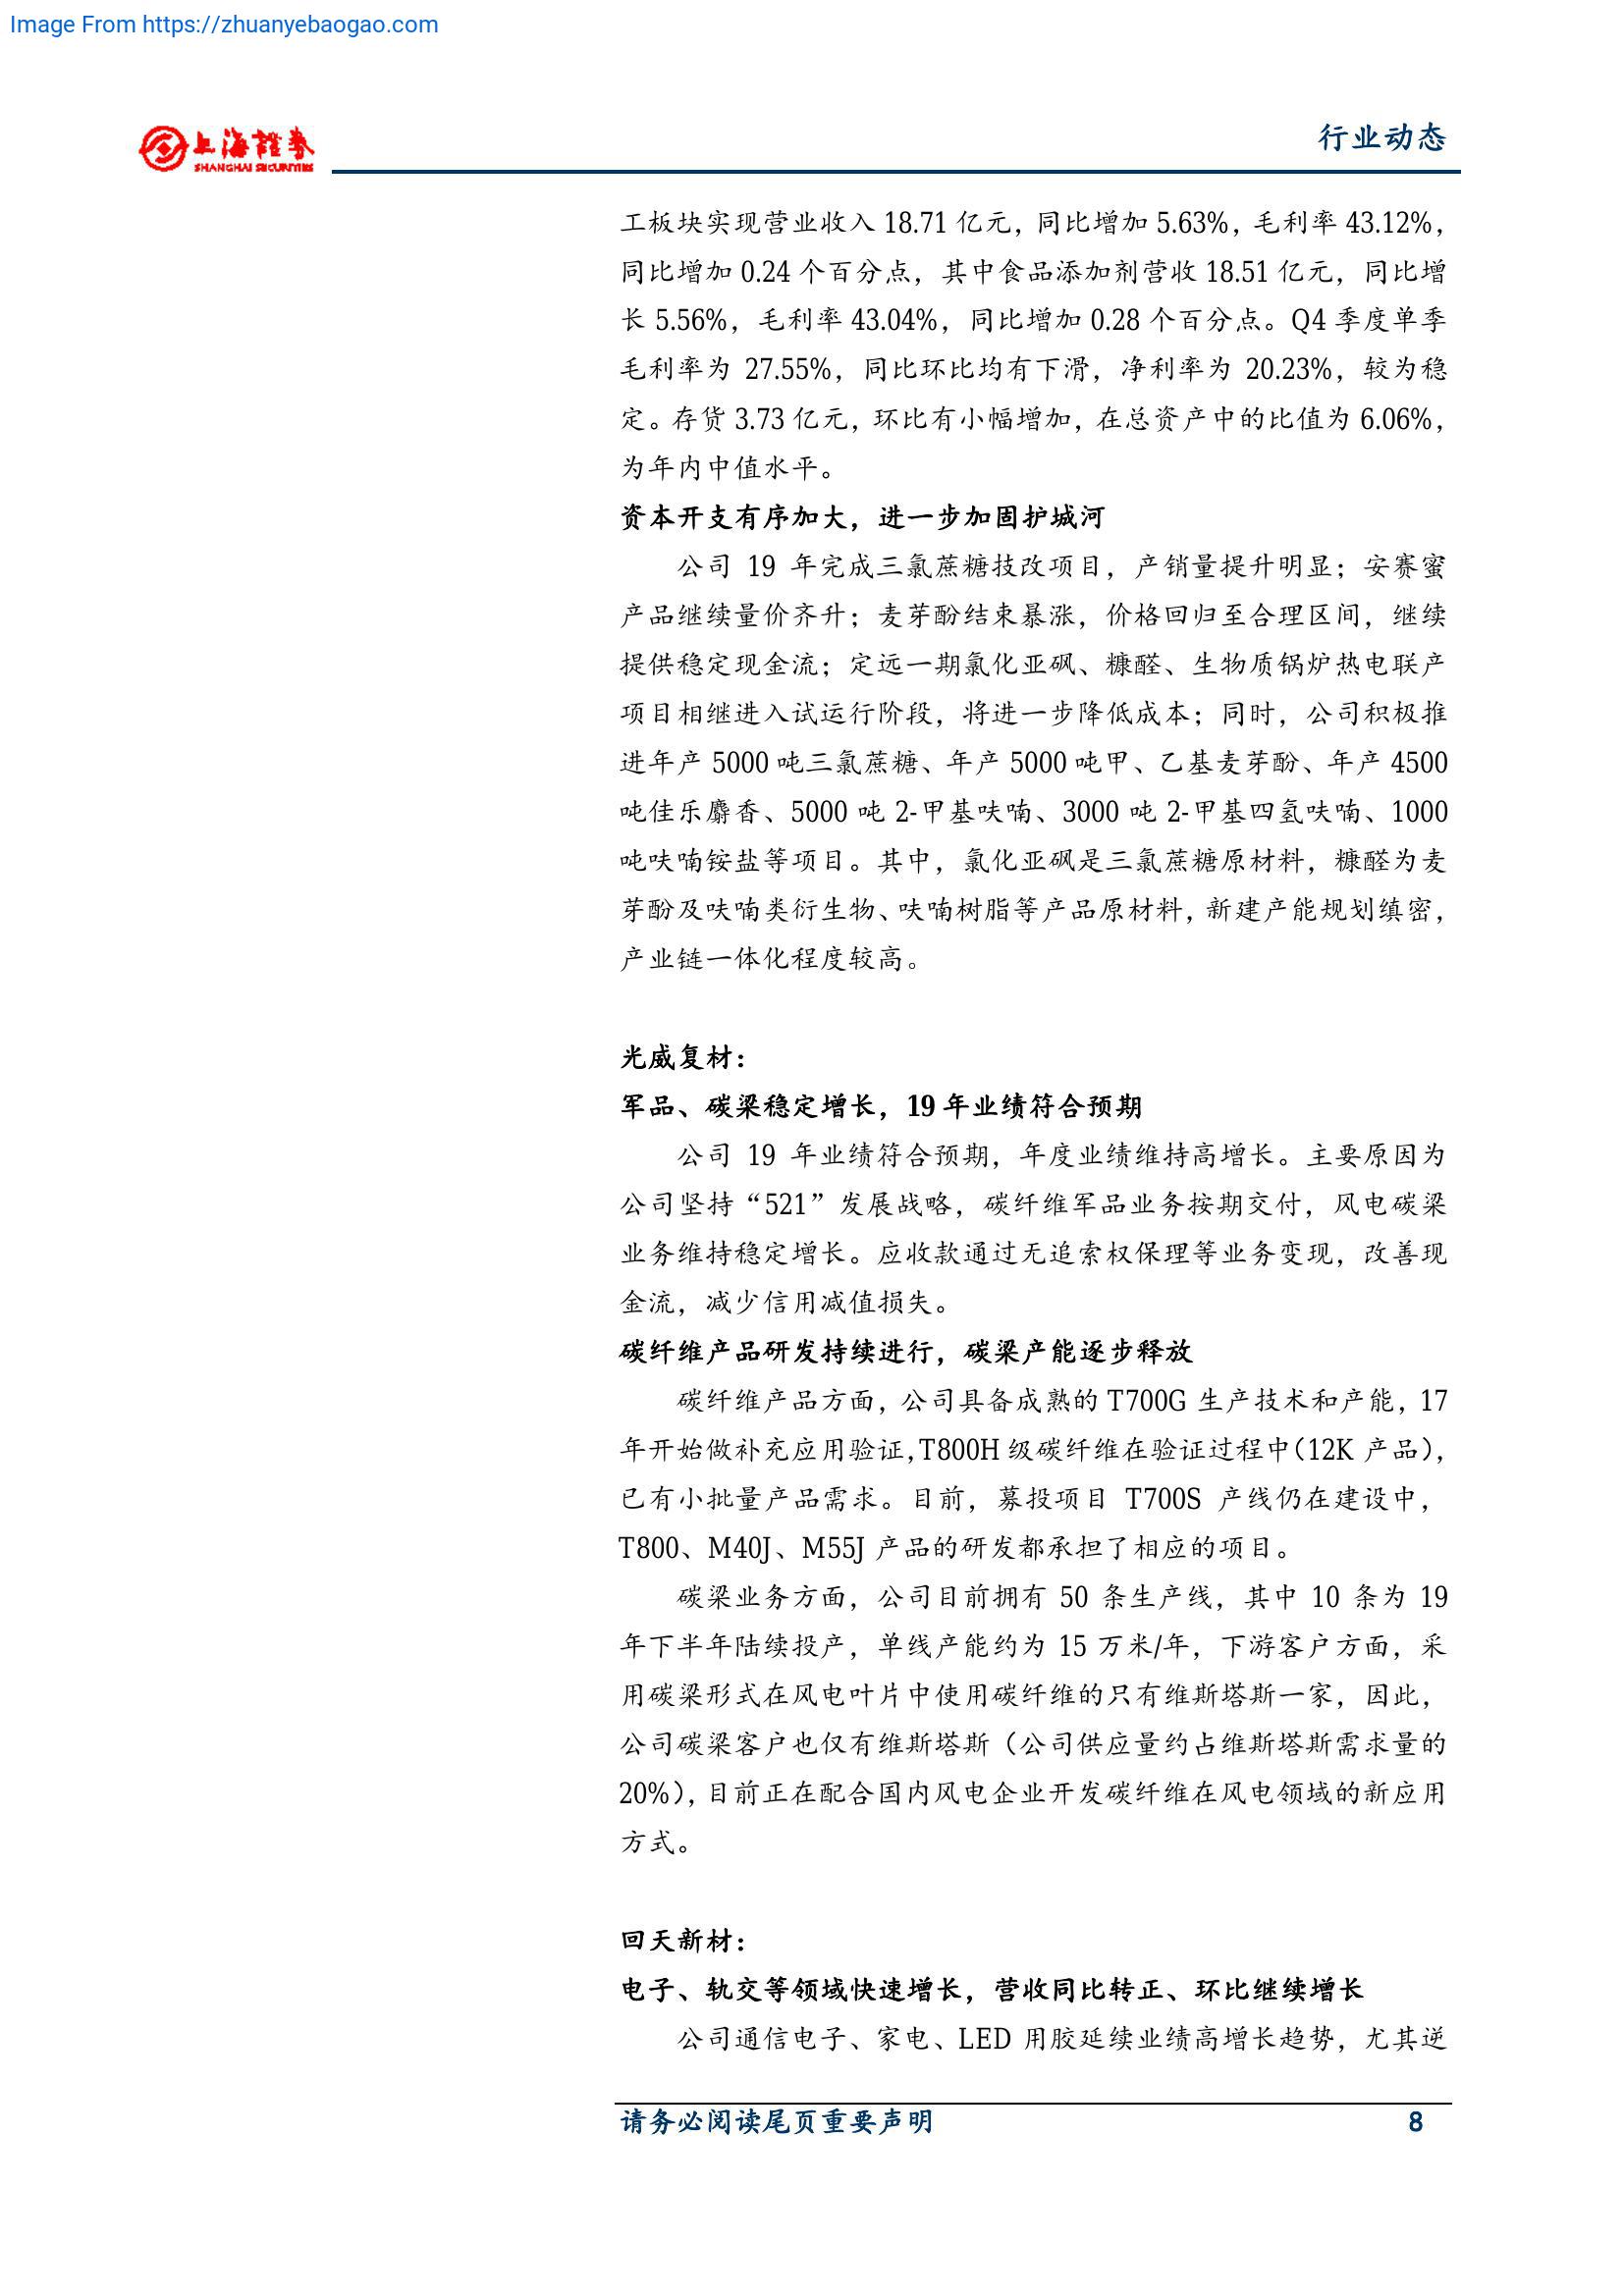 Image From https://zhuanyebaogao.com
上海證券
SHANGHAI SECURITIES
行业动态
工板块实现营业收入 18.71 亿元，同比增加 5.63%，毛利率 43.12%，
同比增加 0.24 个百分点，其中食品添加剂营收 18.51 亿元，同比增
长 5.56%，毛利率 43.04%，同比增加 0.28 个百分点。Q4 季度单季
毛利率为 27.55%，同比环比均有下滑，净利率为 20.23%，较为稳
定。存货 3.73 亿元，环比有小幅增加，在总资产中的比值为 6.06%，
为年内中值水平。
资本开支有序加大，进一步加固护城河
公司 19 年完成三氯蔗糖技改项目，产销量提升明显；安赛蜜
产品继续量价齐升；麦芽酚结束暴涨，价格回归至合理区间，继续
提供稳定现金流；定远一期氯化亚砜、糠醛、生物质锅炉热电联产
项目相继进入试运行阶段，将进一步降低成本；同时，公司积极推
进年产 5000 吨三氯蔗糖、年产 5000 吨甲、乙基麦芽酚、年产 4500
吨佳乐麝香、5000 吨 2-甲基呋喃、3000 吨 2-甲基四氢呋喃、1000
吨呋喃铵盐等项目。其中，氯化亚砜是三氯蔗糖原材料，糠醛为麦
芽酚及呋喃类衍生物、呋喃树脂等产品原材料，新建产能规划缜密，
产业链一体化程度较高。
光威复材：
军品、碳梁稳定增长，19 年业绩符合预期
公司 19 年业绩符合预期，年度业绩维持高增长。主要原因为
公司坚持“521”发展战略，碳纤维军品业务按期交付，风电碳梁
业务维持稳定增长。应收款通过无追索权保理等业务变现，改善现
金流，减少信用减值损失。
碳纤维产品研发持续进行，碳梁产能逐步释放
碳纤维产品方面，公司具备成熟的 T700G 生产技术和产能，17
年开始做补充应用验证，T800H 级碳纤维在验证过程中（12K 产品），
已有小批量产品需求。目前，募投项目 T700S 产线仍在建设中，
T800、M40J、M55J 产品的研发都承担了相应的项目。
碳梁业务方面，公司目前拥有 50 条生产线，其中 10 条为 19
年下半年陆续投产，单线产能约为 15 万米/年，下游客户方面，采
用碳梁形式在风电叶片中使用碳纤维的只有维斯塔斯一家，因此，
公司碳梁客户也仅有维斯塔斯（公司供应量约占维斯塔斯需求量的
20%），目前正在配合国内风电企业开发碳纤维在风电领域的新应用
方式。
回天新材：
电子、轨交等领域快速增长，营收同比转正、环比继续增长
公司通信电子、家电、LED 用胶延续业绩高增长趋势，尤其逆
请务必阅读尾页重要声明
8